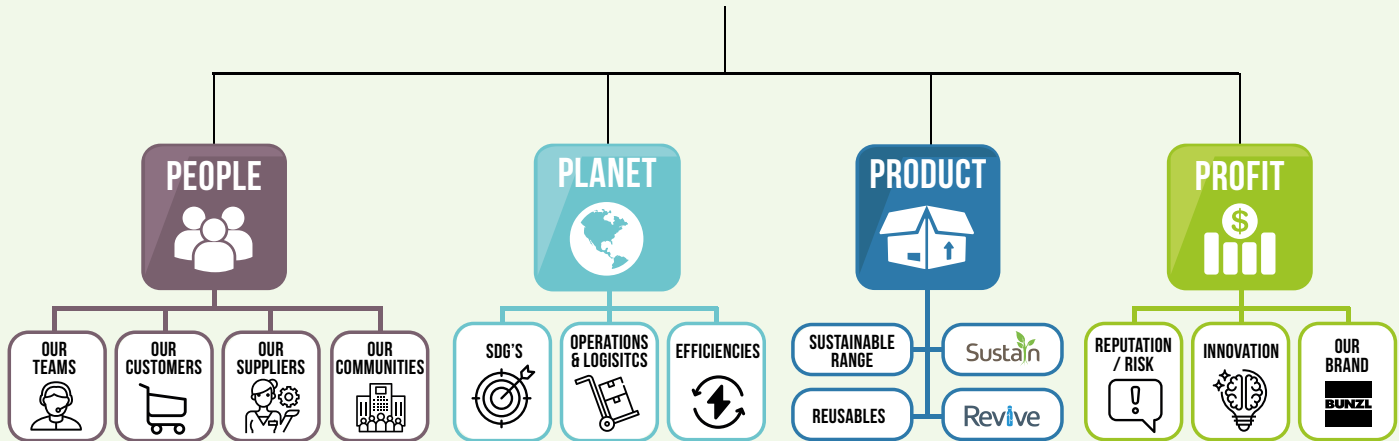 PEOPLE
PLANET
PRODUCT
PROFIT
$
OUR
TEAMS
OUR
CUSTOMERS
OUR
SUPPLIERS
OUR
COMMUNITIES
SDG'S
OPERATIONS
& LOGISITCS
EFFICIENCIES
SUSTAINABLE
RANGE
Sustain
REUSABLES
Revive
REPUTATION
/ RISK
!
INNOVATION
OUR
BRAND
BUNZL